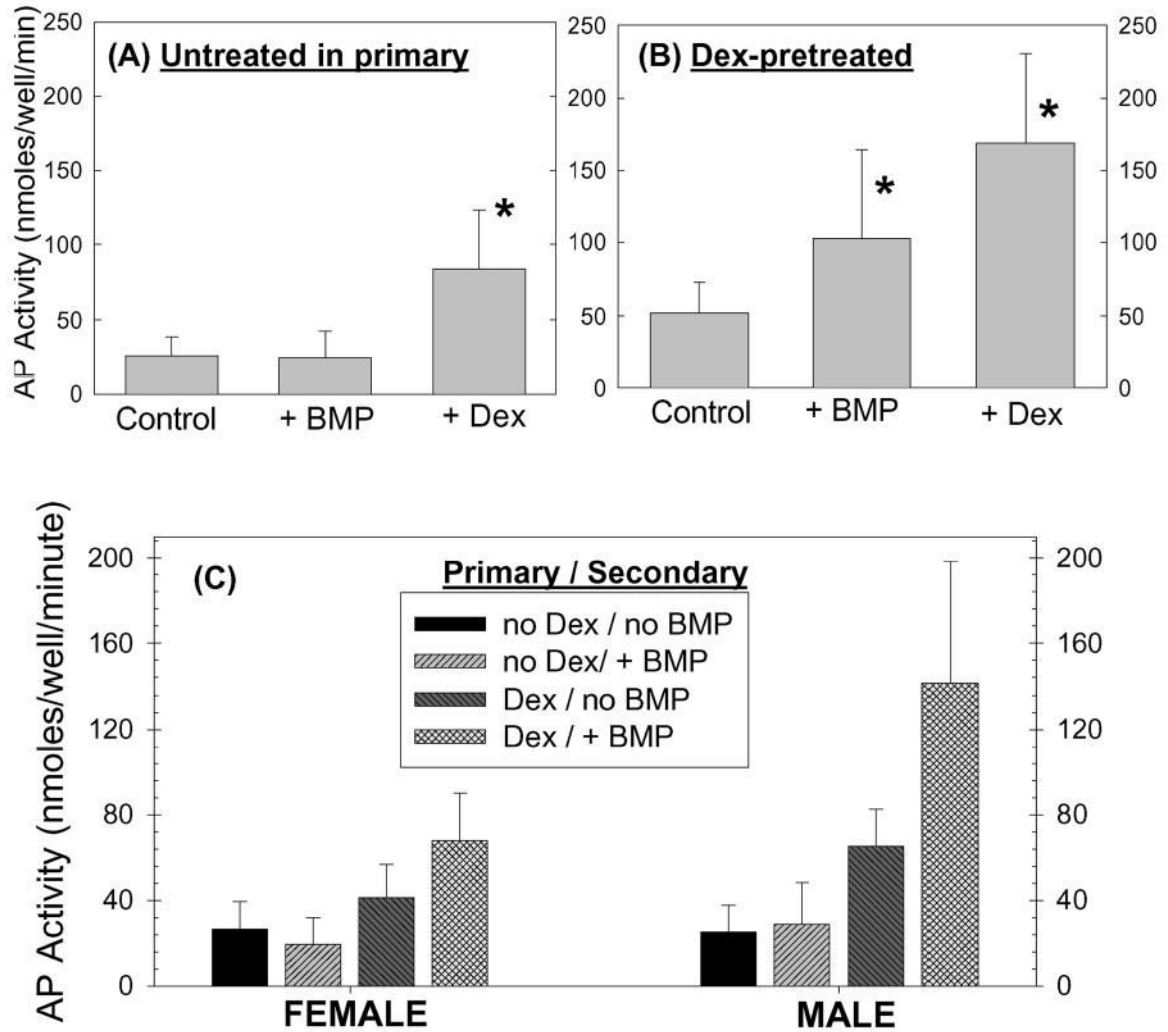 AP Activity (nmoles/well/min)
250
200
150
100
50
0
(A) Untreated in primary
*
Control
+ BMP
+ Dex
250
200
150
100
50
0
(B) Dex-pretreated
*
*
Control
+ BMP
+ Dex
250
200
150
100
50
0
AP Activity (nmoles/well/minute)
200
160
120
80
40
0
(C)
Primary / Secondary
no Dex / no BMP
no Dex/ + BMP
Dex / no BMP
Dex / + BMP
FEMALE
MALE
200
160
120
80
40
0